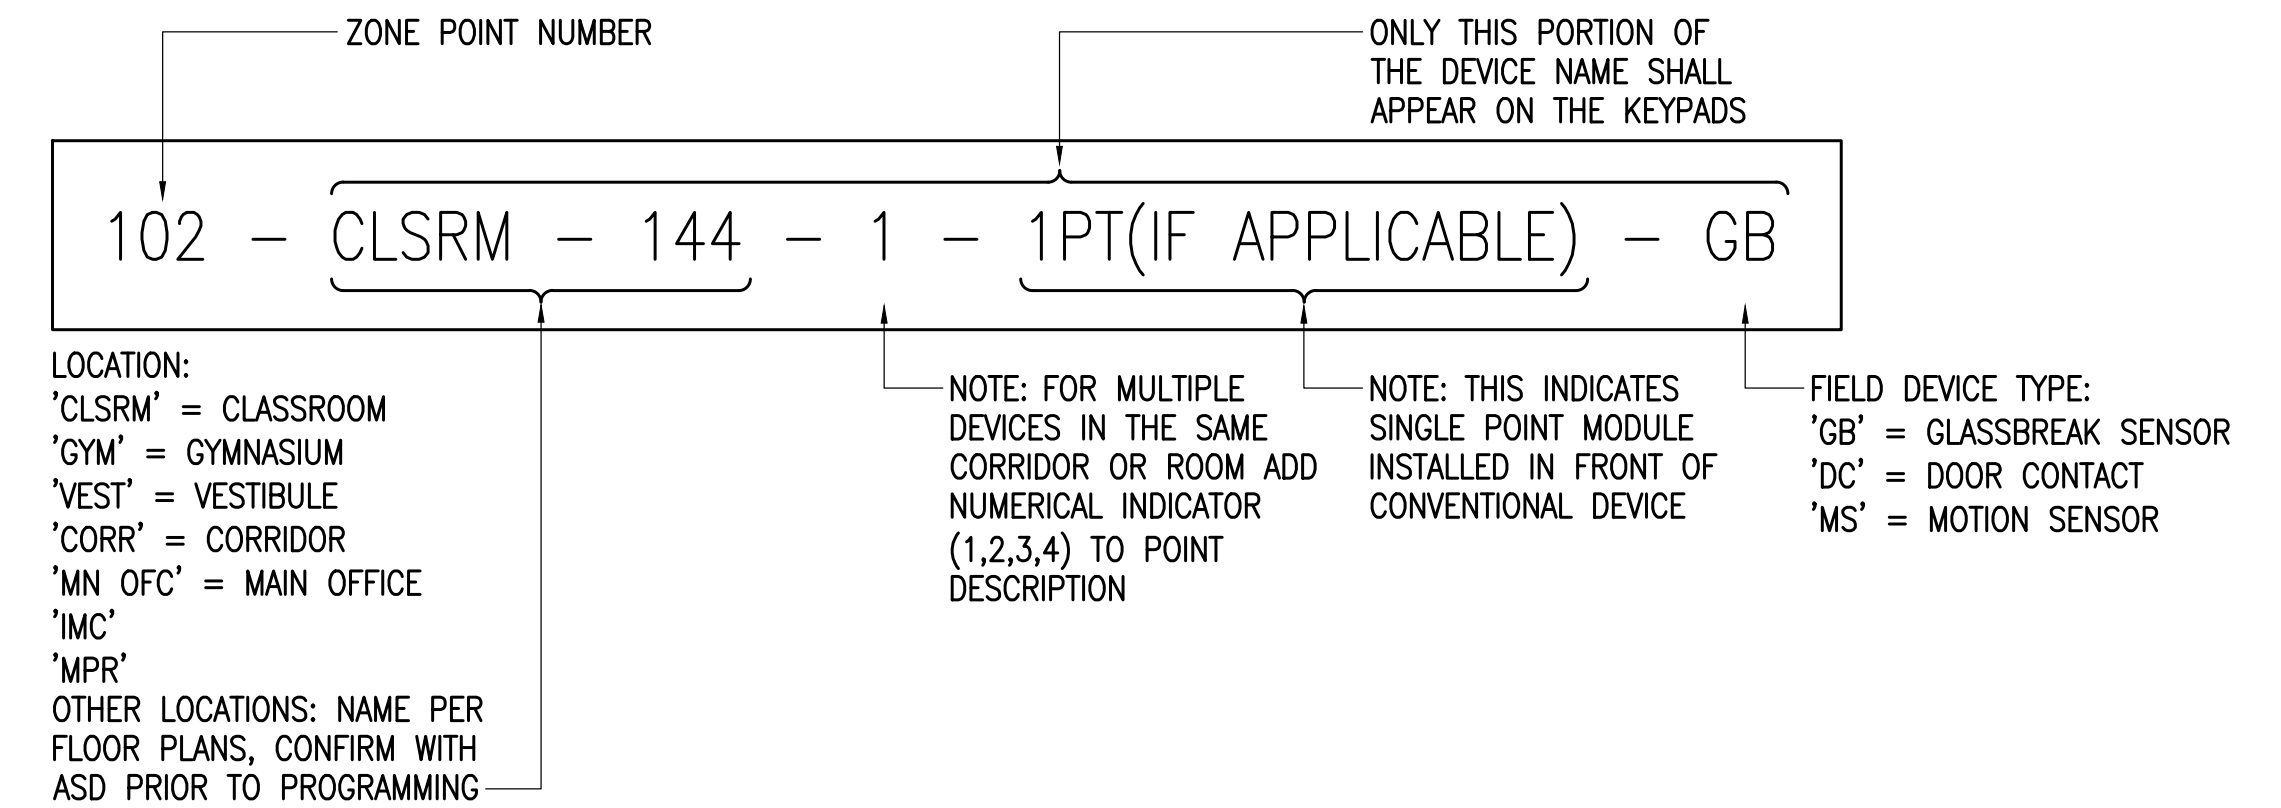 ZONE POINT NUMBER
ONLY THIS PORTION OF
THE DEVICE NAME SHALL
APPEAR ON THE KEYPADS
102 - CLSRM - 144 - 1 - 1PT(IF APPLICABLE) - GB
LOCATION:
'CLSRM' = CLASSROOM
'GYM' = GYMNASIUM
'VEST' = VESTIBULE
'CORR' = CORRIDOR
'MN OFC' = MAIN OFFICE
'IMC'
'MPR'
OTHER LOCATIONS: NAME PER
FLOOR PLANS, CONFIRM WITH
ASD PRIOR TO PROGRAMMING
NOTE: FOR MULTIPLE
DEVICES IN THE SAME
CORRIDOR OR ROOM ADD
NUMERICAL INDICATOR
(1,2,3,4) TO POINT
DESCRIPTION
NOTE: THIS INDICATES
SINGLE POINT MODULE
INSTALLED IN FRONT OF
CONVENTIONAL DEVICE
FIELD DEVICE TYPE:
'GB' = GLASSBREAK SENSOR
'DC' = DOOR CONTACT
'MS' = MOTION SENSOR